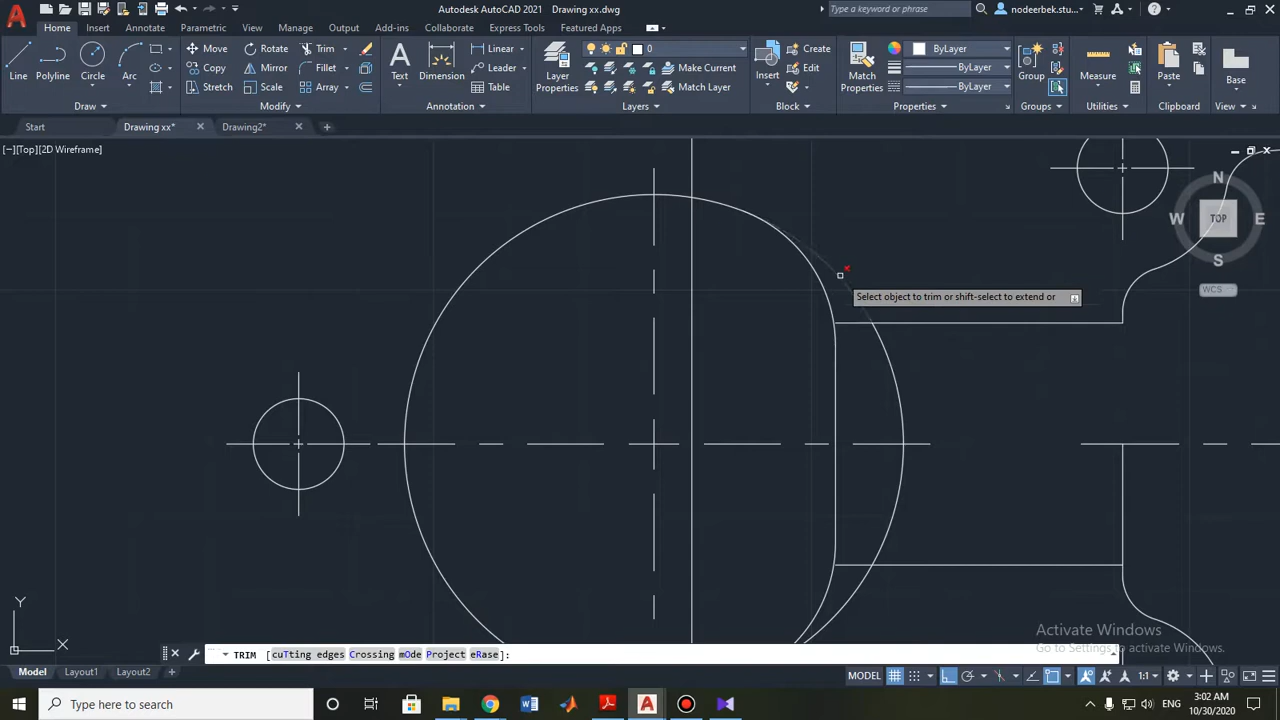 Autodesk AutoCAD 2021 Drawing xx.dwg
Type a keyword or phrase
nodeerbek.stu...
Home Insert Annotate Parametric View Manage Output Add-ins Collaborate Express Tools Featured Apps
Line Polyline Circle Arc
Move Rotate Trim
Copy Mirror Fillet
Stretch Scale Array
Text Dimension
Linear
Leader
Table
Layer Properties
0
Make Current
Match Layer
Insert
Create
Edit
Match Properties
ByLayer
ByLayer
ByLayer
Group
Measure
Paste
Base
Draw Modify Annotation Layers Block Properties Groups Utilities Clipboard View
Start Drawing xx* Drawing2*
[−][Top][2D Wireframe]
N
W TOP E
S
WCS
Select object to trim or shift-select to extend or
Y
X
Activate Windows
Go to Settings to activate Windows.
TRIM [cuTting edges Crossing mOde Project eRase]:
Model Layout1 Layout2
MODEL
1:1
Type here to search
3:02 AM
10/30/2020